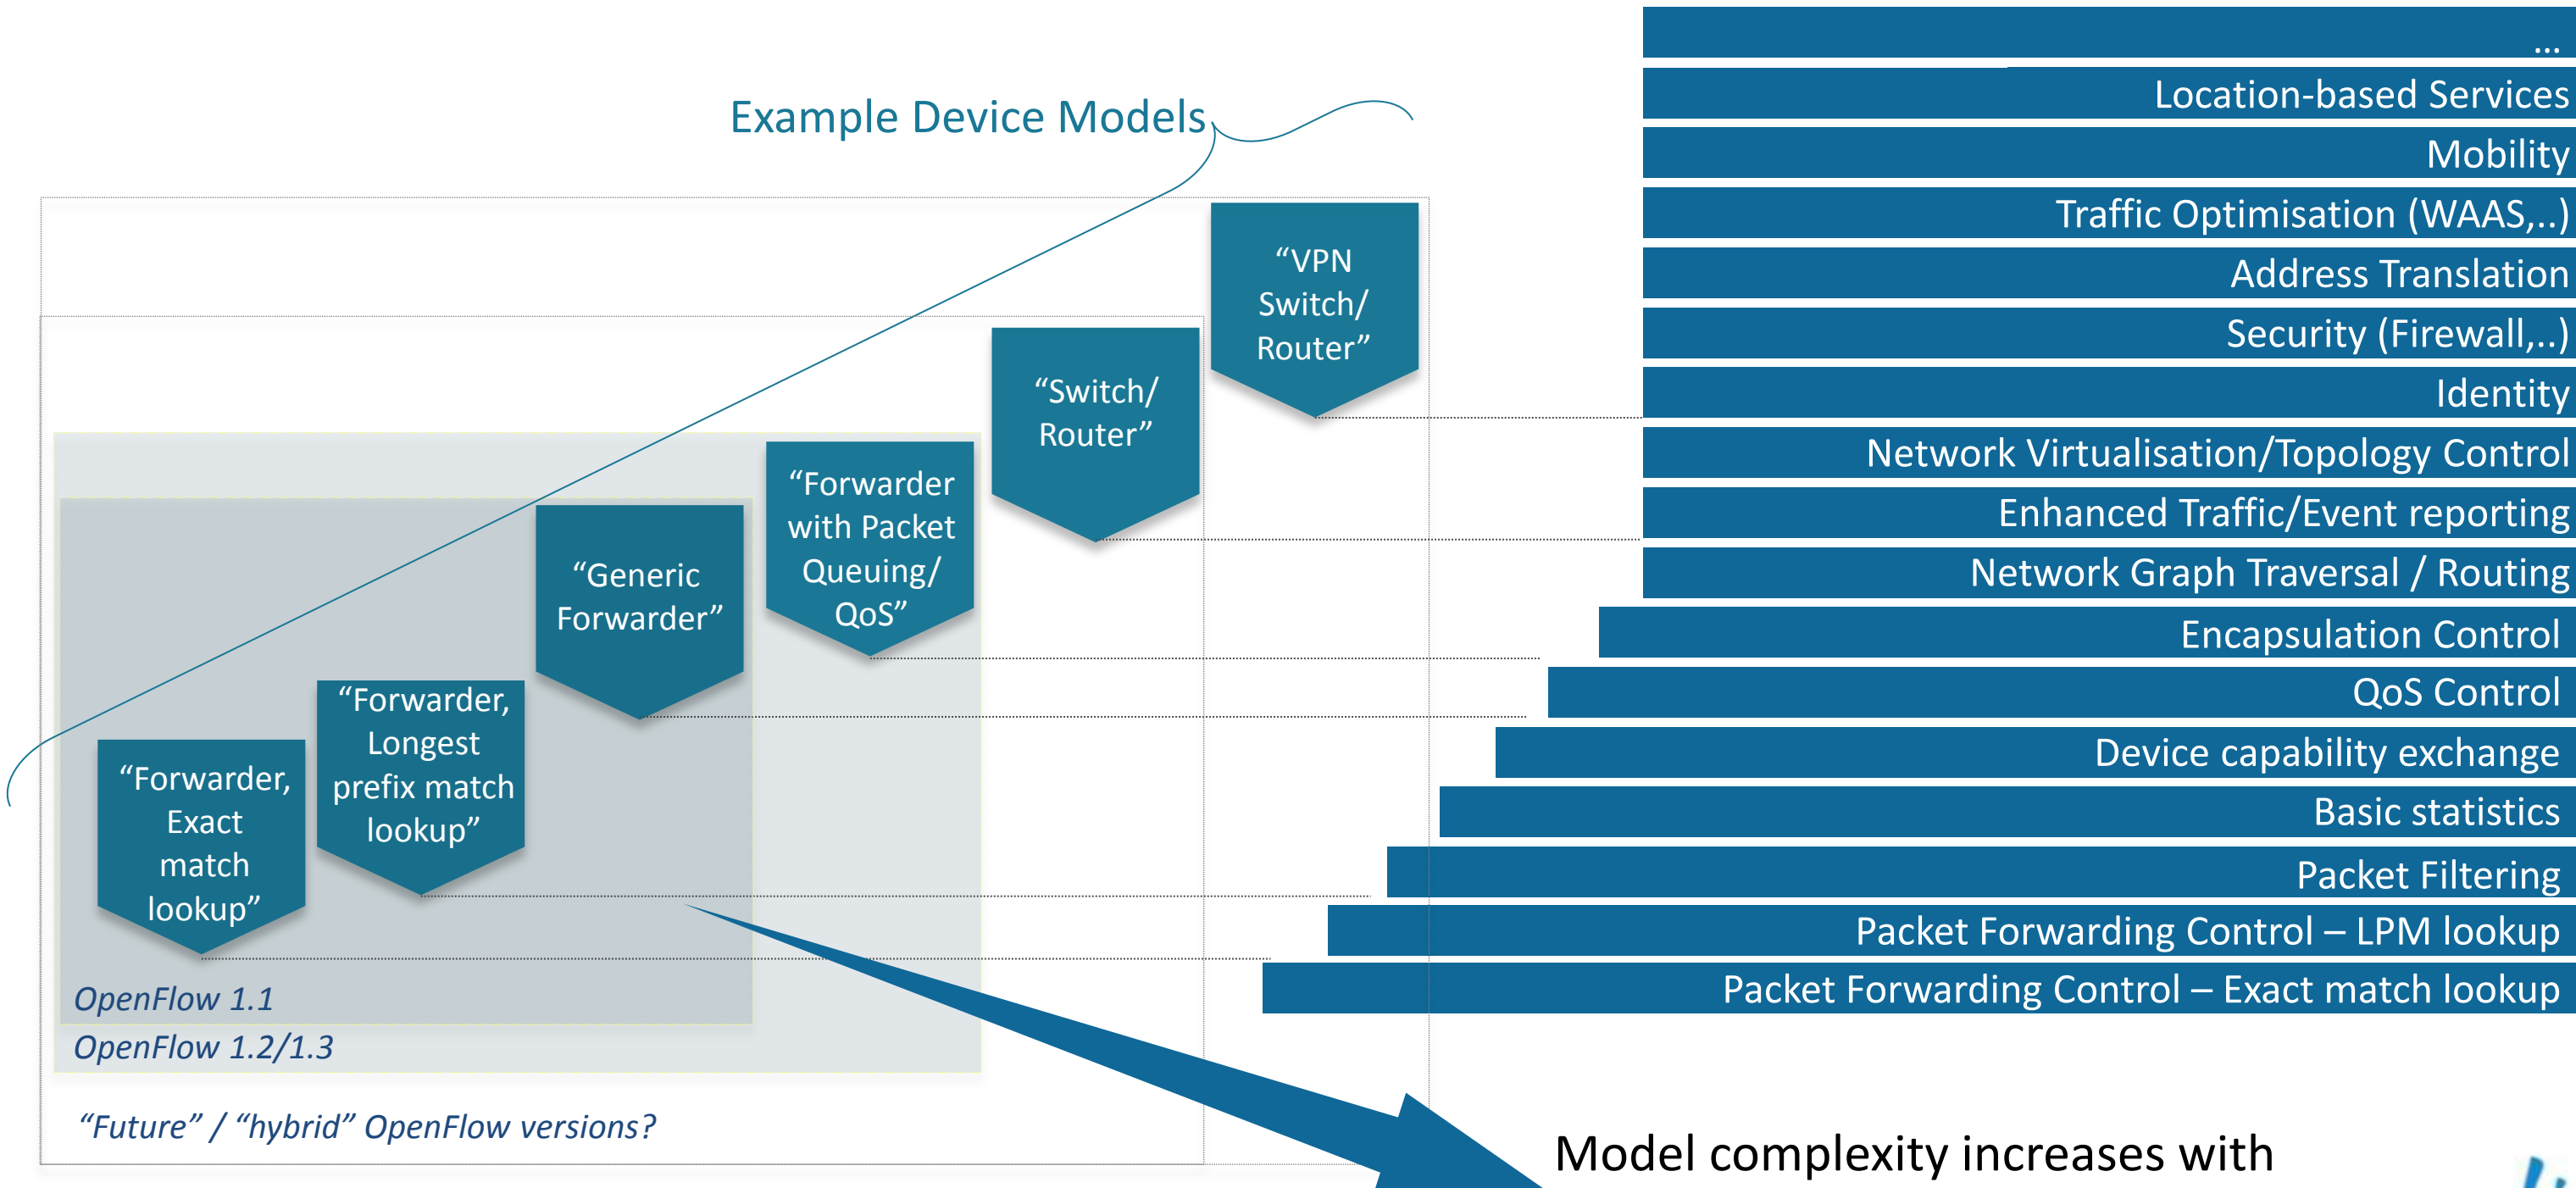 Example Device Models
“VPN
Switch/
Router”
“Switch/
Router”
“Forwarder
with Packet
Queuing/
QoS”
“Generic
Forwarder”
“Forwarder,
Longest
prefix match
lookup”
“Forwarder,
Exact
match
lookup”
OpenFlow 1.1
OpenFlow 1.2/1.3
“Future” / “hybrid” OpenFlow versions?
...
Location-based Services
Mobility
Traffic Optimisation (WAAS,..)
Address Translation
Security (Firewall,..)
Identity
Network Virtualisation/Topology Control
Enhanced Traffic/Event reporting
Network Graph Traversal / Routing
Encapsulation Control
QoS Control
Device capability exchange
Basic statistics
Packet Filtering
Packet Forwarding Control – LPM lookup
Packet Forwarding Control – Exact match lookup
Model complexity increases with